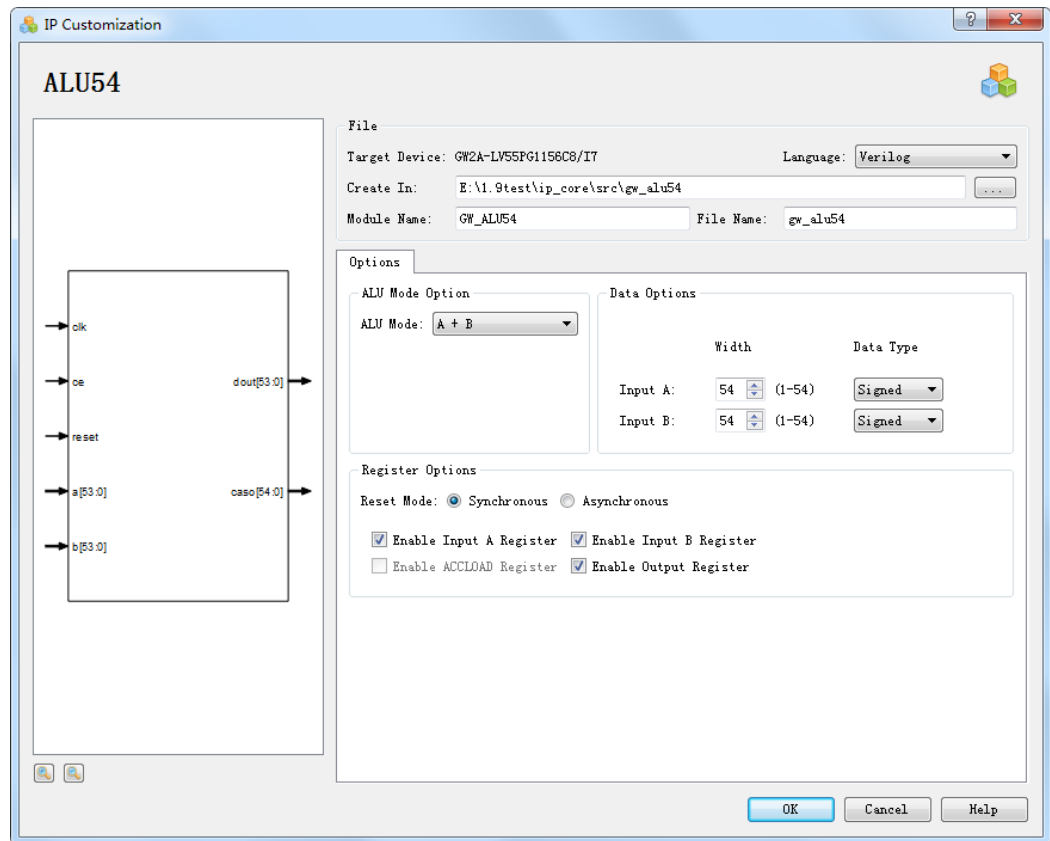 IP Customization
ALU54
File
Target Device: GW2A-LV55PG1156C8/I7 Language: Verilog
Create In: E:\1.9test\ip_core\src\gw_alu54 ...
Module Name: GW_ALU54 File Name: gw_alu54
Options
ALU Mode Option
ALU Mode: A + B
Data Options
Width Data Type
Input A: 54 (1-54) Signed
Input B: 54 (1-54) Signed
Register Options
Reset Mode: Synchronous Asynchronous
Enable Input A Register Enable Input B Register
Enable ACCLOAD Register Enable Output Register
clk
ce dout[53:0]
reset
a[53:0] caso[54:0]
b[53:0]
OK Cancel Help